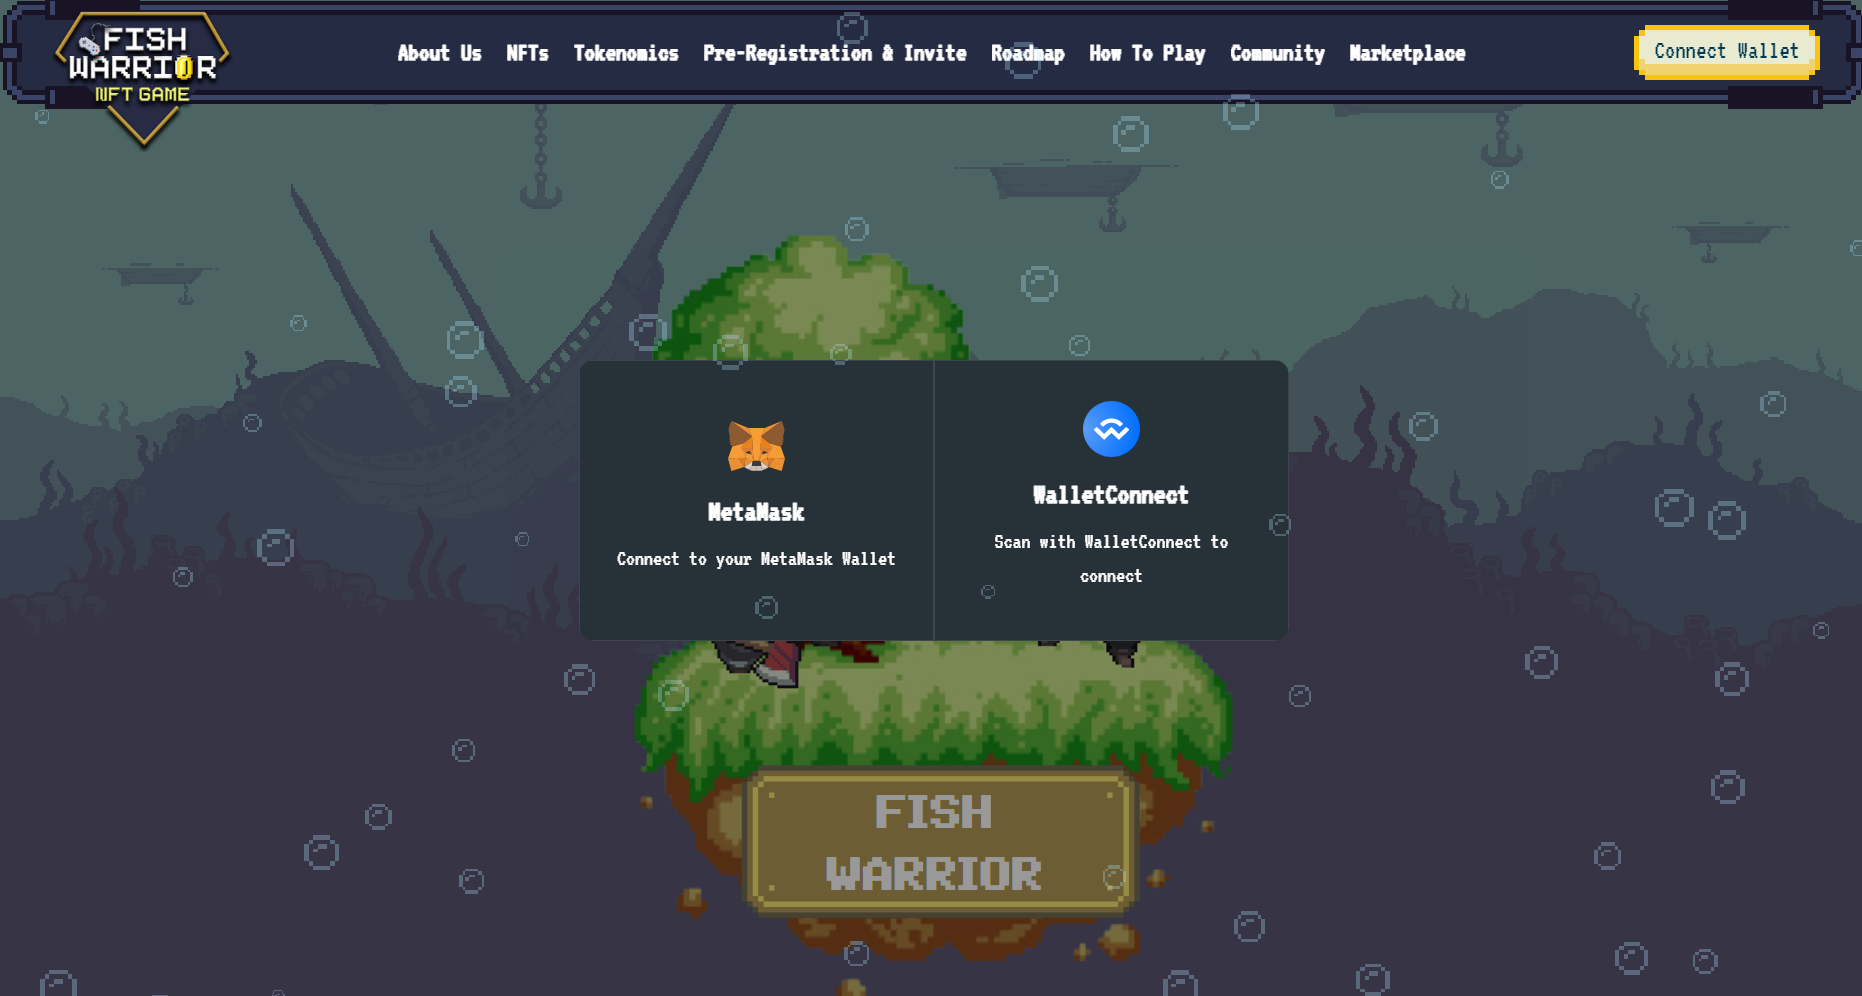 FISH
WARRIOR
NFT GAME
About Us NFTs Tokenomics Pre-Registration & Invite Roadmap How To Play Community Marketplace
Connect Wallet
MetaMask
Connect to your MetaMask Wallet
WalletConnect
Scan with WalletConnect to
connect
FISH
WARRIOR